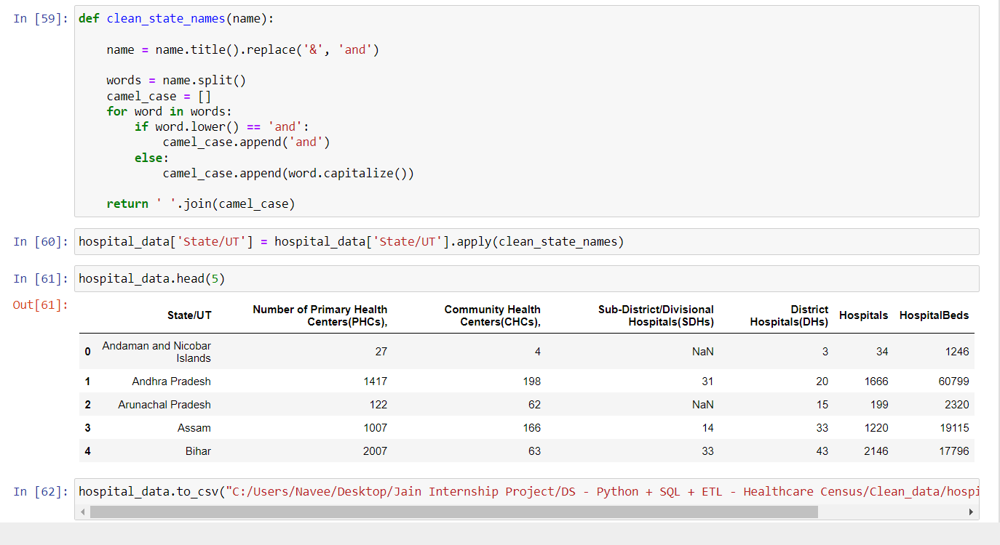 In [59]: def clean_state_names(name):
name = name.title().replace('&', 'and')
words = name.split()
camel_case = []
for word in words:
if word.lower() == 'and':
camel_case.append('and')
else:
camel_case.append(word.capitalize())
return ' '.join(camel_case)
In [60]: hospital_data['State/UT'] = hospital_data['State/UT'].apply(clean_state_names)
In [61]: hospital_data.head(5)
Out[61]:
State/UT Number of Primary Health Centers(PHCs), Community Health Centers(CHCs), Sub-District/Divisional Hospitals(SDHs) District Hospitals(DHs) Hospitals HospitalBeds
0 Andaman and Nicobar Islands 27 4 NaN 3 34 1246
1 Andhra Pradesh 1417 198 31 20 1666 60799
2 Arunachal Pradesh 122 62 NaN 15 199 2320
3 Assam 1007 166 14 33 1220 19115
4 Bihar 2007 63 33 43 2146 17796
In [62]: hospital_data.to_csv("C:/Users/Navee/Desktop/Jain Internship Project/DS - Python + SQL + ETL - Healthcare Census/Clean_data/hospi